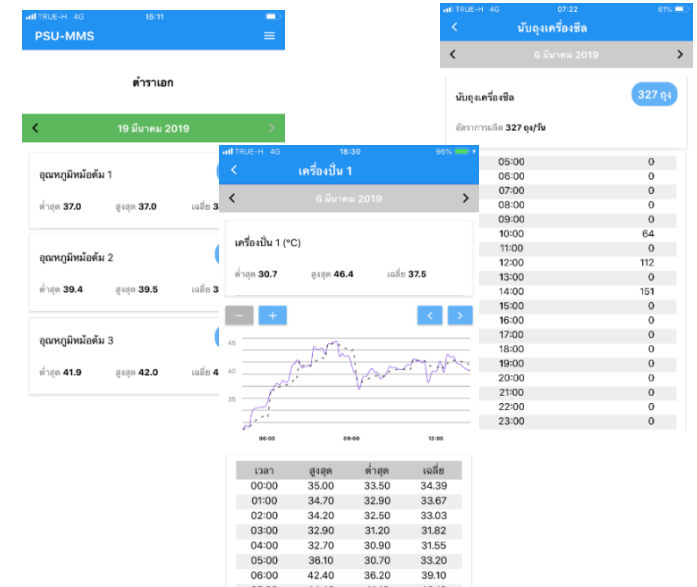 TRUE-H 4G 15:11
PSU-MMS
ตำราเอก
19 มีนาคม 2019
อุณหภูมิหม้อต้ม 1
ต่ำสุด 37.0 สูงสุด 37.0 เฉลี่ย 3
อุณหภูมิหม้อต้ม 2
ต่ำสุด 39.4 สูงสุด 39.5 เฉลี่ย 3
อุณหภูมิหม้อต้ม 3
ต่ำสุด 41.9 สูงสุด 42.0 เฉลี่ย 4
TRUE-H 4G 18:30 96%
เครื่องปั่น 1
6 มีนาคม 2019
เครื่องปั่น 1 (°C)
ต่ำสุด 30.7 สูงสุด 46.4 เฉลี่ย 37.5
45
40
35
06:00 09:00 12:00
เวลา สูงสุด ต่ำสุด เฉลี่ย
00:00 35.00 33.50 34.39
01:00 34.70 32.90 33.67
02:00 34.20 32.50 33.03
03:00 32.90 31.20 31.82
04:00 32.70 30.90 31.55
05:00 36.10 30.70 33.20
06:00 42.40 36.20 39.10
TRUE-H 4G 07:22 61%
นับถุงเครื่องซีล
6 มีนาคม 2019
นับถุงเครื่องซีล 327 ถุง
อัตราการผลิต 327 ถุง/วัน
05:00 0
06:00 0
07:00 0
08:00 0
09:00 0
10:00 64
11:00 0
12:00 112
13:00 0
14:00 151
15:00 0
16:00 0
17:00 0
18:00 0
19:00 0
20:00 0
21:00 0
22:00 0
23:00 0